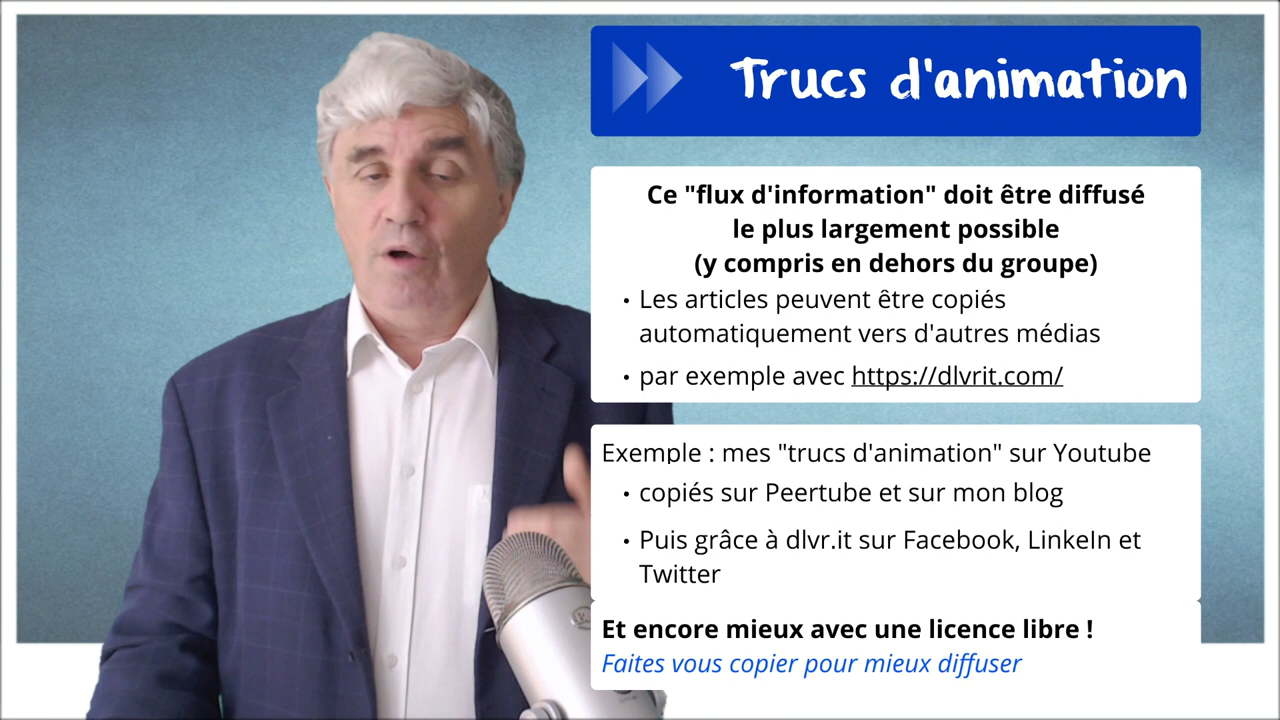 Trucs d'animation
Ce "flux d'information" doit être diffusé
le plus largement possible
(y compris en dehors du groupe)
• Les articles peuvent être copiés
automatiquement vers d'autres médias
• par exemple avec https://dlvrit.com/
Exemple : mes "trucs d'animation" sur Youtube
• copiés sur Peertube et sur mon blog
• Puis grâce à dlvr.it sur Facebook, LinkeIn et
Twitter
Et encore mieux avec une licence libre !
Faites vous copier pour mieux diffuser